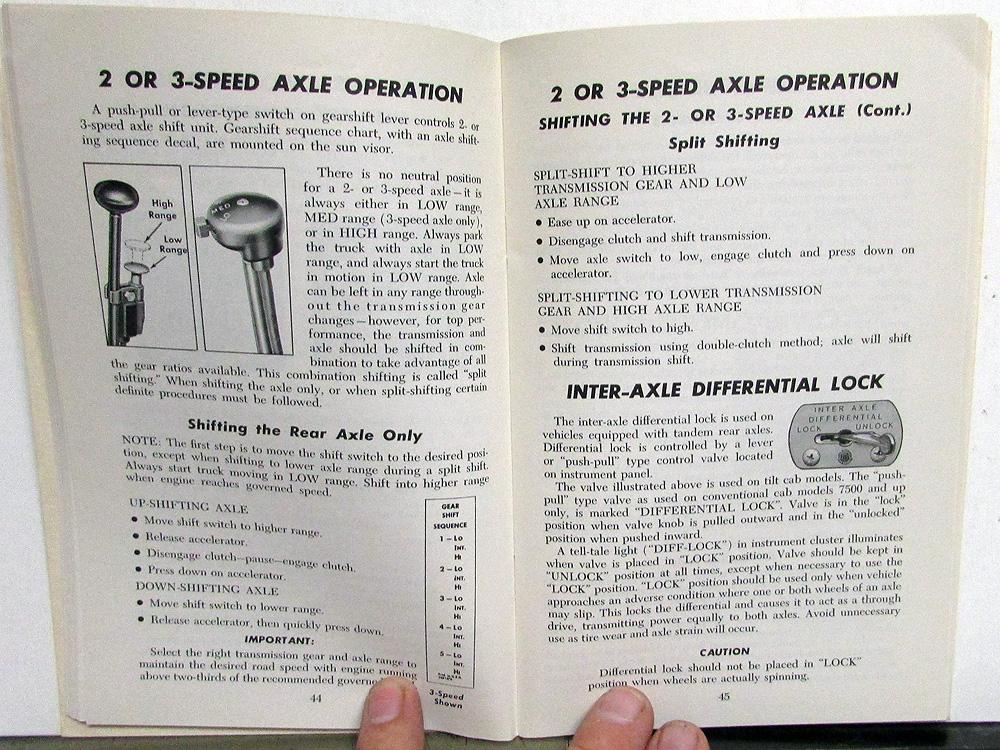 2 OR 3-SPEED AXLE OPERATION
A push-pull or lever-type switch on gearshift lever controls 2- or
3-speed axle shift unit. Gearshift sequence chart, with an axle shift-
ing sequence decal, are mounted on the sun visor.
High
Range
Low
Range
MED
LO
There is no neutral position
for a 2- or 3-speed axle—it is
always either in LOW range,
MED range (3-speed axle only),
or in HIGH range. Always park
the truck with axle in LOW
range, and always start the truck
in motion in LOW range. Axle
can be left in any range through-
out the transmission gear
changes—however, for top per-
formance, the transmission and
axle should be shifted in com-
bination to take advantage of all
the gear ratios available. This combination shifting is called "split
shifting." When shifting the axle only, or when split-shifting certain
definite procedures must be followed.
Shifting the Rear Axle Only
NOTE: The first step is to move the shift switch to the desired posi-
tion, except when shifting to lower axle range during a split shift.
Always start truck moving in LOW range. Shift into higher range
when engine reaches governed speed.
UP-SHIFTING AXLE
● Move shift switch to higher range.
● Release accelerator.
● Disengage clutch—pause—engage clutch.
● Press down on accelerator.
DOWN-SHIFTING AXLE
● Move shift switch to lower range.
● Release accelerator, then quickly press down.
IMPORTANT:
Select the right transmission gear and axle range to
maintain the desired road speed with engine running
above two-thirds of the recommended
GEAR
SHIFT
SEQUENCE
1 — Lo
INT.
HI
2 — Lo
INT.
HI
3 — Lo
INT.
HI
4 — Lo
INT.
HI
5 — Lo
INT.
HI
3-Speed
Shown
44
2 OR 3-SPEED AXLE OPERATION
SHIFTING THE 2- OR 3-SPEED AXLE (Cont.)
Split Shifting
SPLIT-SHIFT TO HIGHER
TRANSMISSION GEAR AND LOW
AXLE RANGE
● Ease up on accelerator.
● Disengage clutch and shift transmission.
● Move axle switch to low, engage clutch and press down on
accelerator.
SPLIT-SHIFTING TO LOWER TRANSMISSION
GEAR AND HIGH AXLE RANGE
● Move shift switch to high.
● Shift transmission using double-clutch method; axle will shift
during transmission shift.
INTER-AXLE DIFFERENTIAL LOCK
The inter-axle differential lock is used on
vehicles equipped with tandem rear axles.
Differential lock is controlled by a lever
or "push-pull" type control valve located
on instrument panel.
INTER AXLE
DIFFERENTIAL
LOCK UNLOCK
The valve illustrated above is used on tilt cab models. The "push-
pull" type valve as used on conventional cab models 7500 and up
only, is marked "DIFFERENTIAL LOCK". Valve is in the "lock"
position when valve knob is pulled outward and in the "unlocked"
position when pushed inward.
A tell-tale light ("DIFF-LOCK") in instrument cluster illuminates
when valve is placed in "LOCK" position. Valve should be kept in
"UNLOCK" position at all times, except when necessary to use the
"LOCK" position. "LOCK" position should be used only when vehicle
approaches an adverse condition where one or both wheels of an axle
may slip. This locks the differential and causes it to act as a through
drive, transmitting power equally to both axles. Avoid unnecessary
use as tire wear and axle strain will occur.
CAUTION
Differential lock should not be placed in "LOCK"
position when wheels are actually spinning.
45